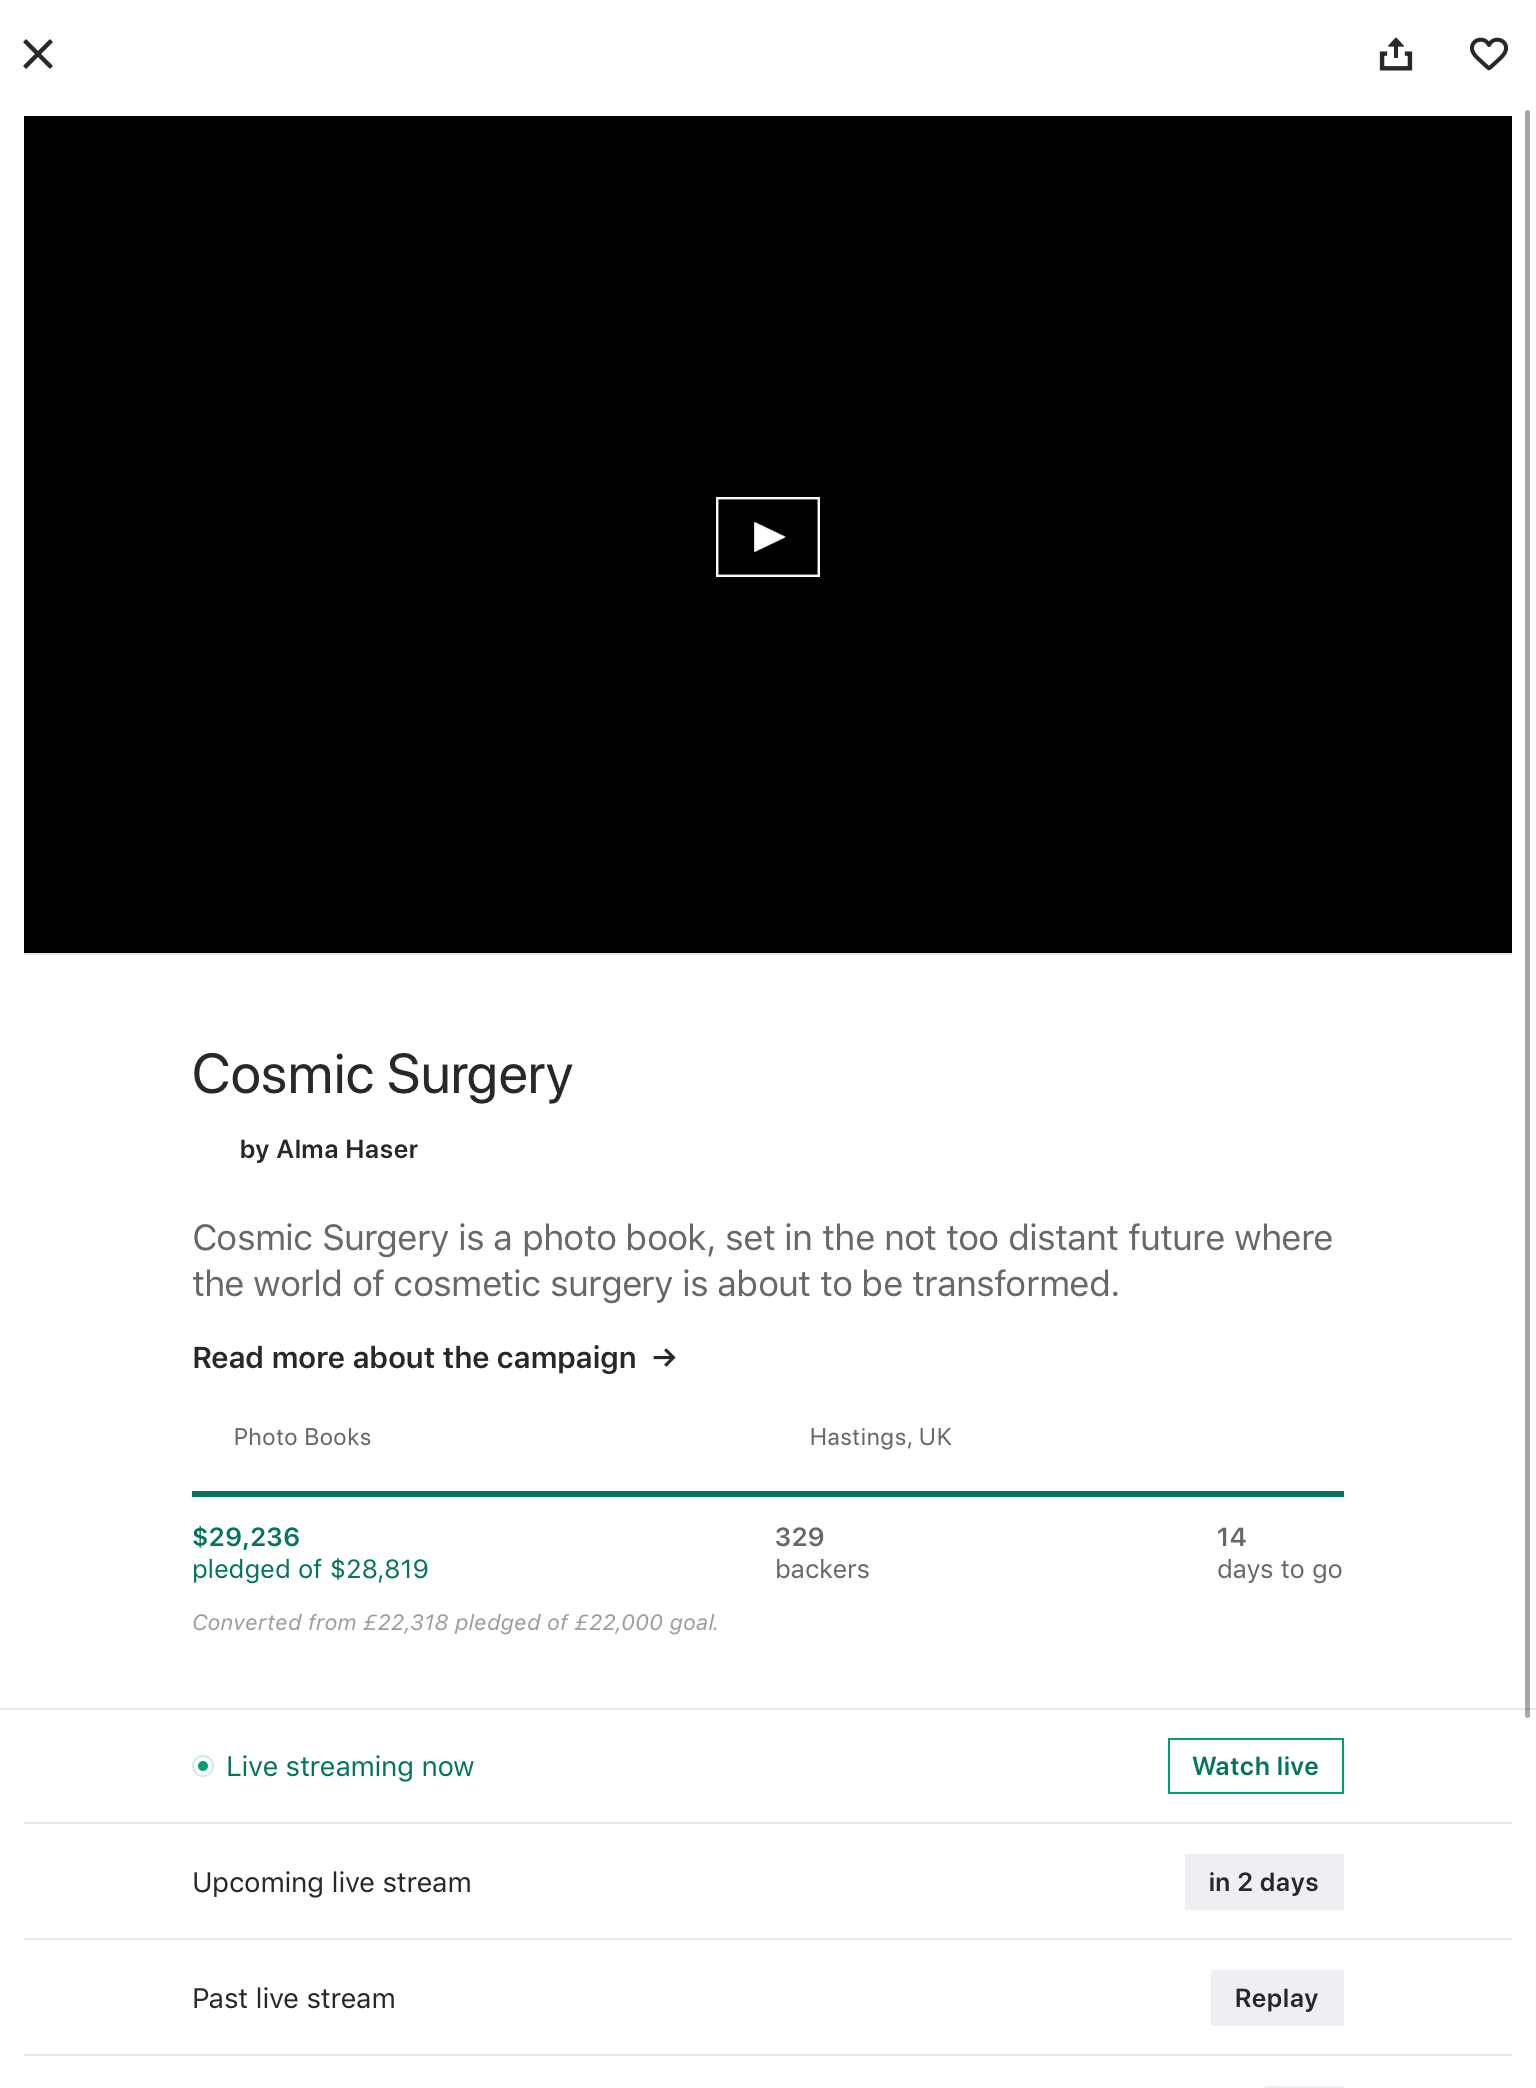 Cosmic Surgery
by Alma Haser
Cosmic Surgery is a photo book, set in the not too distant future where
the world of cosmetic surgery is about to be transformed.
Read more about the campaign →
Photo Books
Hastings, UK
$29,236
pledged of $28,819
329
backers
14
days to go
Converted from £22,318 pledged of £22,000 goal.
Live streaming now
Watch live
Upcoming live stream
in 2 days
Past live stream
Replay